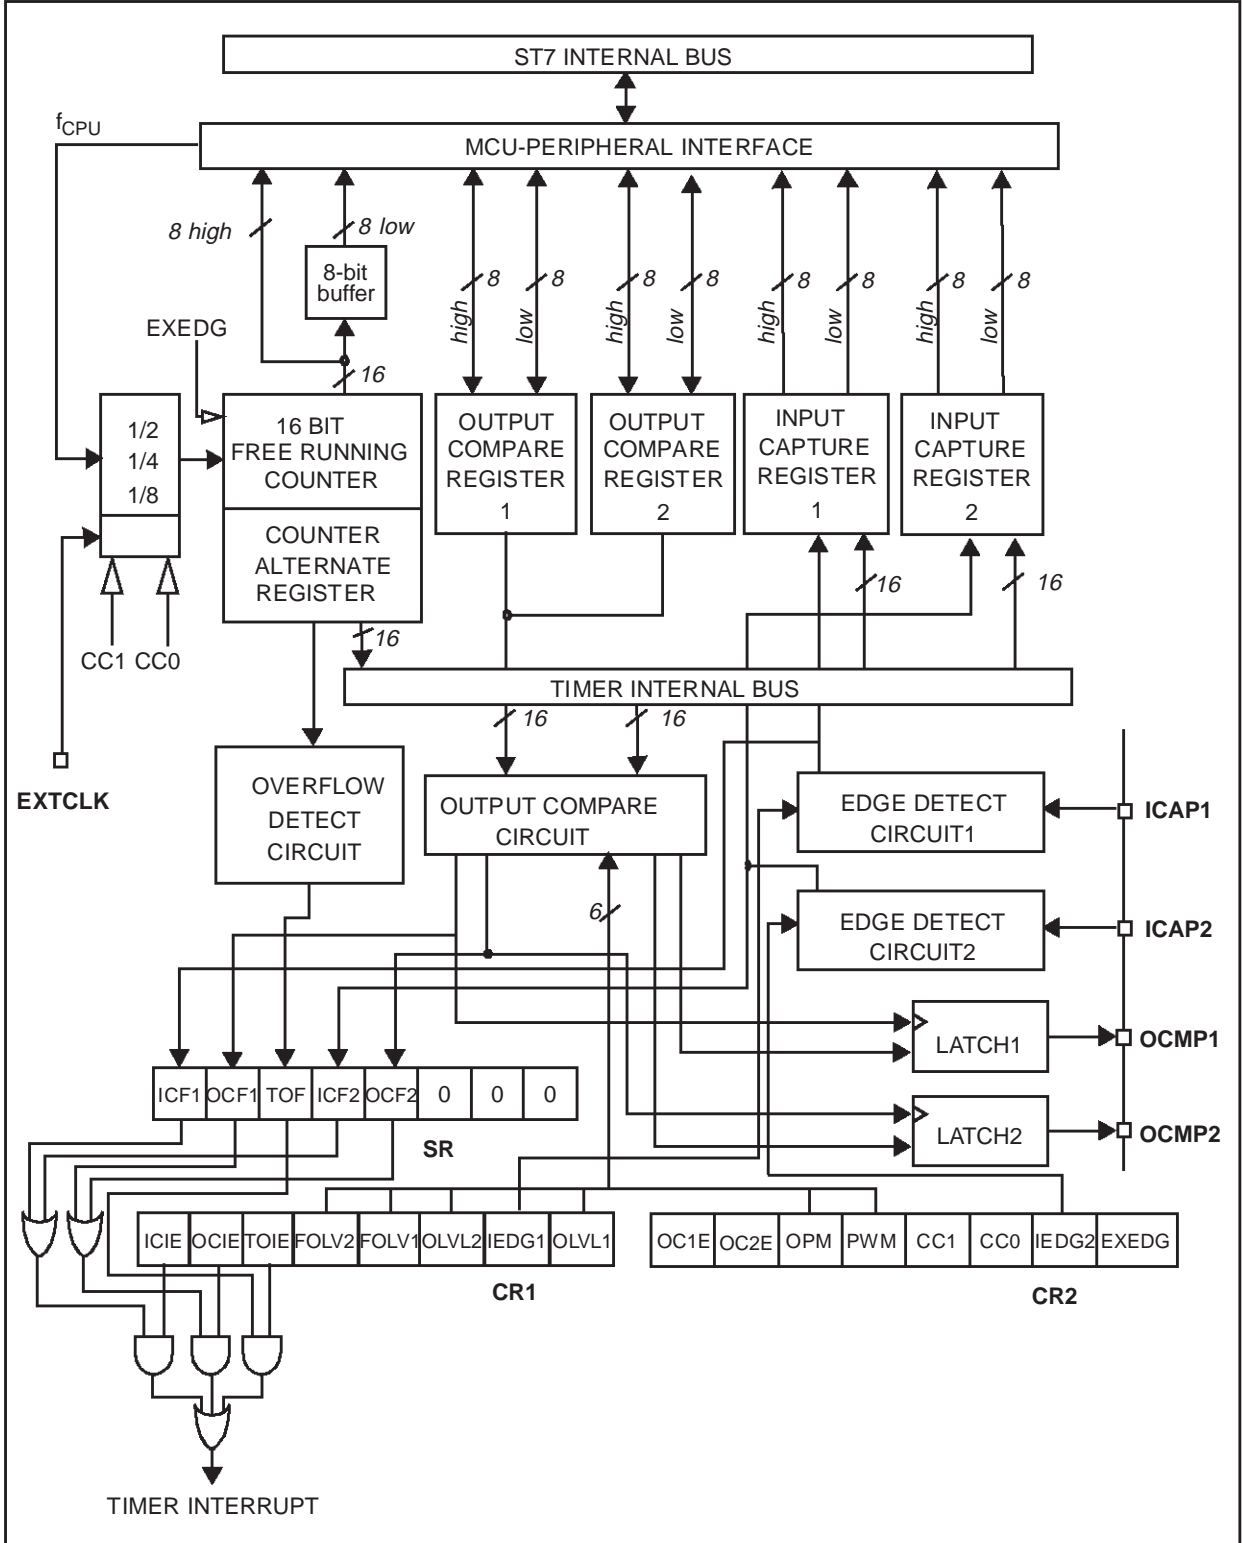 ST7 INTERNAL BUS
fCPU
MCU-PERIPHERAL INTERFACE
8 high
8 low
8-bit
buffer
8
8
8
8
8
8
8
8
high
low
high
low
high
low
high
low
EXEDG
16
1/2
1/4
1/8
16 BIT
FREE RUNNING
COUNTER
OUTPUT
COMPARE
REGISTER
1
OUTPUT
COMPARE
REGISTER
2
INPUT
CAPTURE
REGISTER
1
INPUT
CAPTURE
REGISTER
2
COUNTER
ALTERNATE
REGISTER
16
16
16
CC1 CC0
TIMER INTERNAL BUS
16
16
EXTCLK
OVERFLOW
DETECT
CIRCUIT
OUTPUT COMPARE
CIRCUIT
EDGE DETECT
CIRCUIT1
ICAP1
6
EDGE DETECT
CIRCUIT2
ICAP2
LATCH1
OCMP1
ICF1 OCF1 TOF ICF2 OCF2 0 0 0
SR
LATCH2
OCMP2
ICIE OCIE TOIE FOLV2 FOLV1 OLVL2 IEDG1 OLVL1
CR1
OC1E OC2E OPM PWM CC1 CC0 IEDG2 EXEDG
CR2
TIMER INTERRUPT